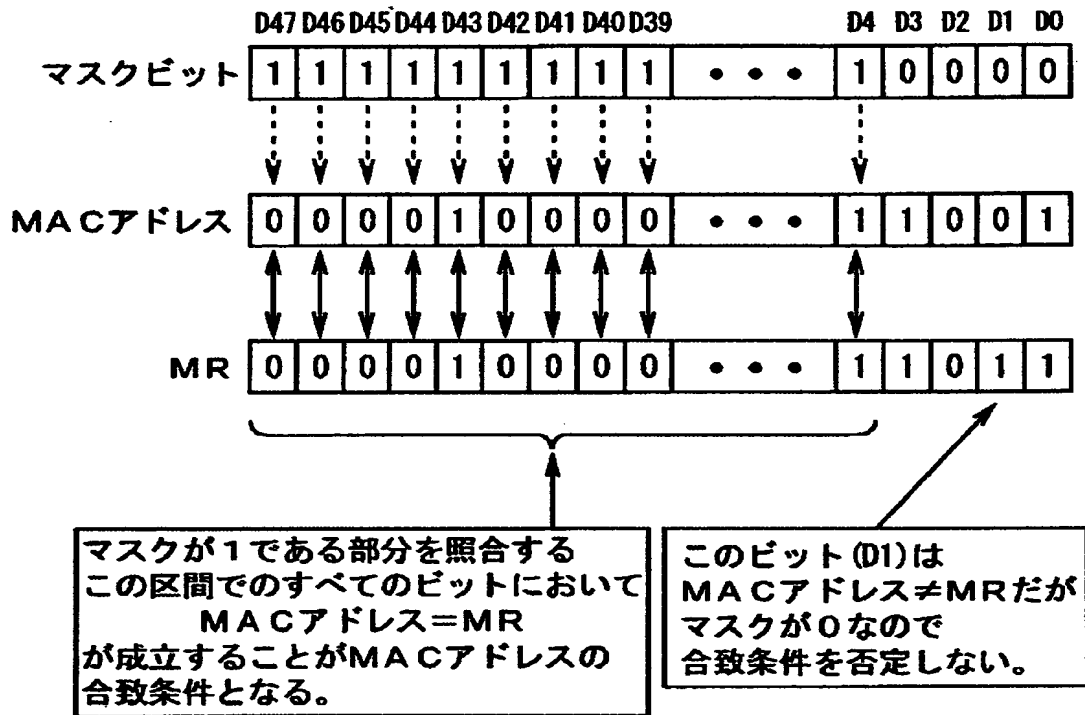 D47 D46 D45 D44 D43 D42 D41 D40 D39 D4 D3 D2 D1 D0
マスクビット 1 1 1 1 1 1 1 1 1 ・・・ 1 0 0 0 0
MACアドレス 0 0 0 0 1 0 0 0 0 ・・・ 1 1 0 0 1
MR 0 0 0 0 1 0 0 0 0 ・・・ 1 1 0 1 1
マスクが1である部分を照合する
この区間でのすべてのビットにおいて
MACアドレス=MR
が成立することがMACアドレスの
合致条件となる。
このビット(D1)は
MACアドレス≠MRだが
マスクが0なので
合致条件を否定しない。